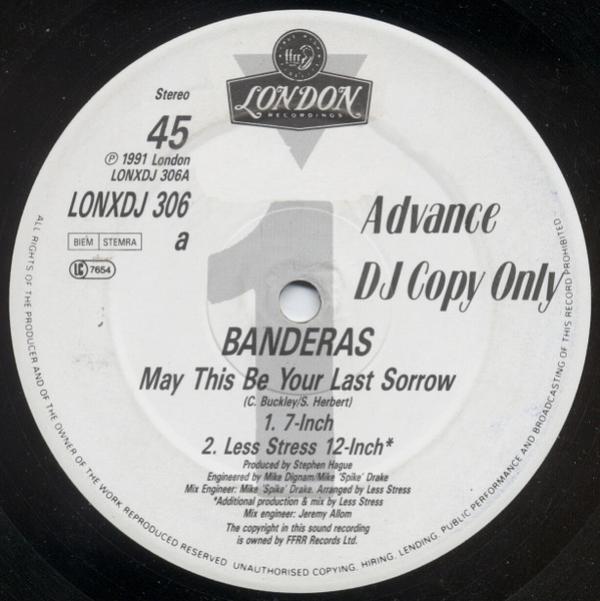 ffrr
LONDON
RECORDINGS
Stereo
45
℗ 1991 London
LONXDJ 306A
LONXDJ 306
a
BIEM STEMRA
LC 7654
1
Advance
DJ Copy Only
BANDERAS
May This Be Your Last Sorrow
(C. Buckley/S. Herbert)
1. 7-Inch
2. Less Stress 12-Inch*
Produced by Stephen Hague
Engineered by Mike Dignam/Mike 'Spike' Drake
Mix Engineer: Mike 'Spike' Drake. Arranged by Less Stress
*Additional production & mix by Less Stress
Mix engineer: Jeremy Allom
The copyright in this sound recording
is owned by FFRR Records Ltd.
ALL RIGHTS OF THE PRODUCER AND OF THE OWNER OF THE WORK REPRODUCED RESERVED UNAUTHORISED COPYING, HIRING, LENDING, PUBLIC PERFORMANCE AND BROADCASTING OF THIS RECORD PROHIBITED